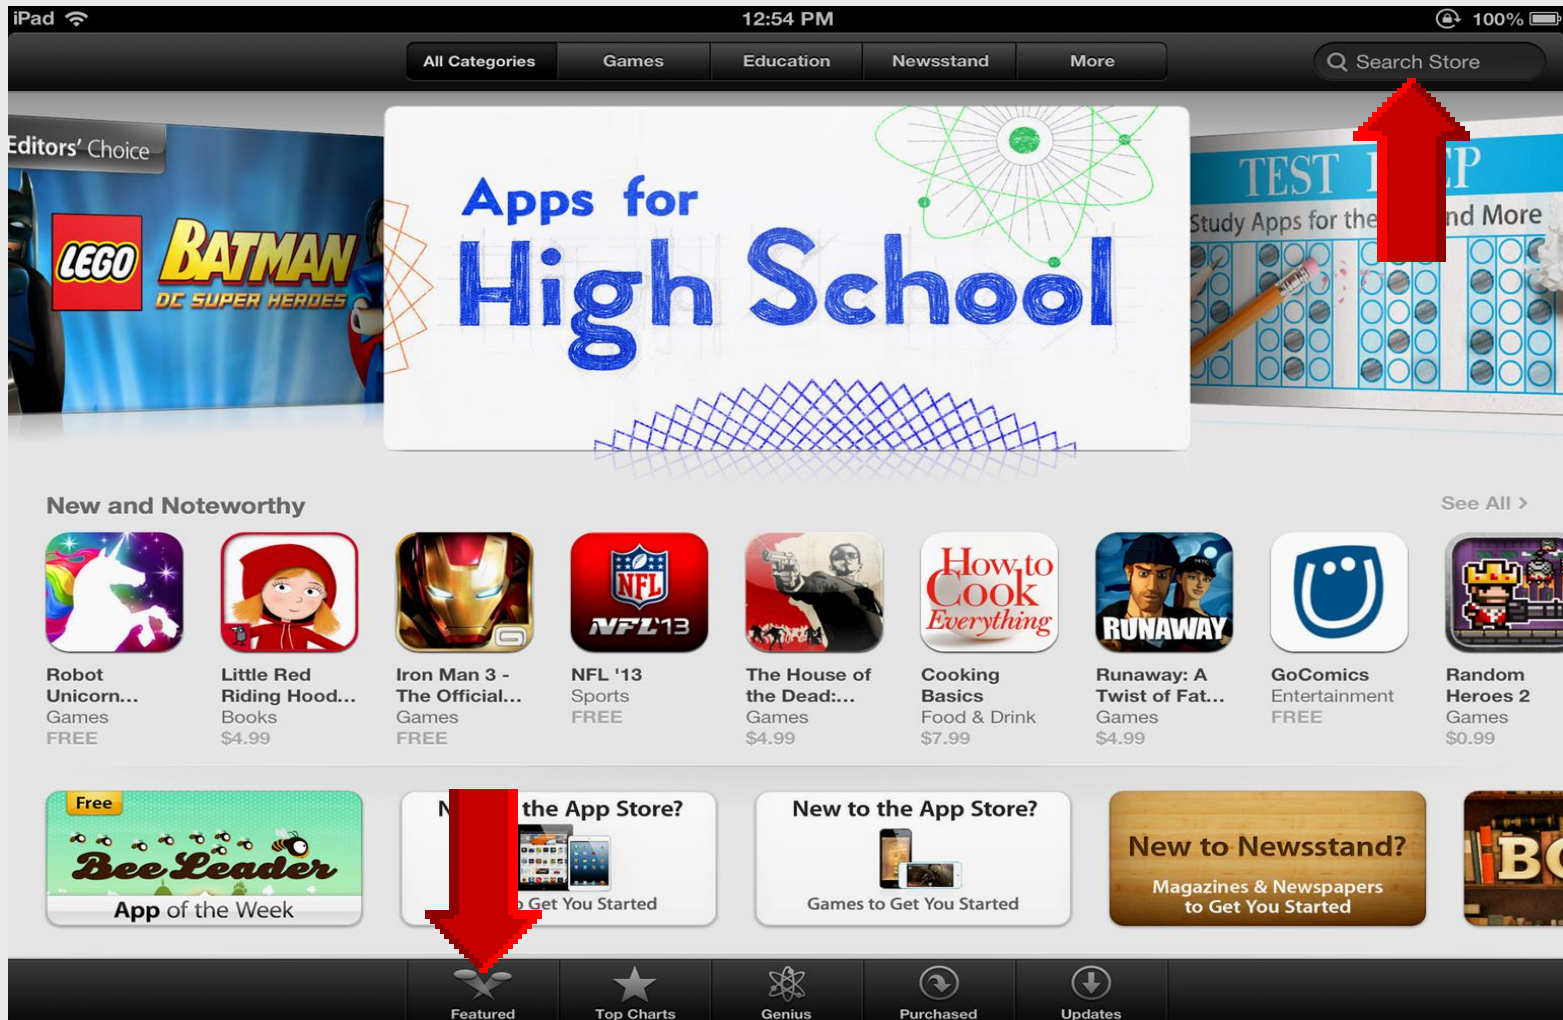 iPad
12:54 PM
100%
All Categories
Games
Education
Newsstand
More
Search Store
Editors' Choice
LEGO
BATMAN
DC SUPER HEROES
Apps for
High School
TEST
Study Apps for the
nd More
New and Noteworthy
See All >
NFL
NFL'13
How to
Cook
Everything
RUNAWAY
Robot
Unicorn...
Games
FREE
Little Red
Riding Hood...
Books
$4.99
Iron Man 3 -
The Official...
Games
FREE
NFL '13
Sports
FREE
The House of
the Dead:...
Games
$4.99
Cooking
Basics
Food & Drink
$7.99
Runaway: A
Twist of Fat...
Games
$4.99
GoComics
Entertainment
FREE
Random
Heroes 2
Games
$0.99
Free
Bee Leader
App of the Week
the App Store?
to Get You Started
New to the App Store?
Games to Get You Started
New to Newsstand?
Magazines & Newspapers
to Get You Started
BO
Featured
Top Charts
Genius
Purchased
Updates